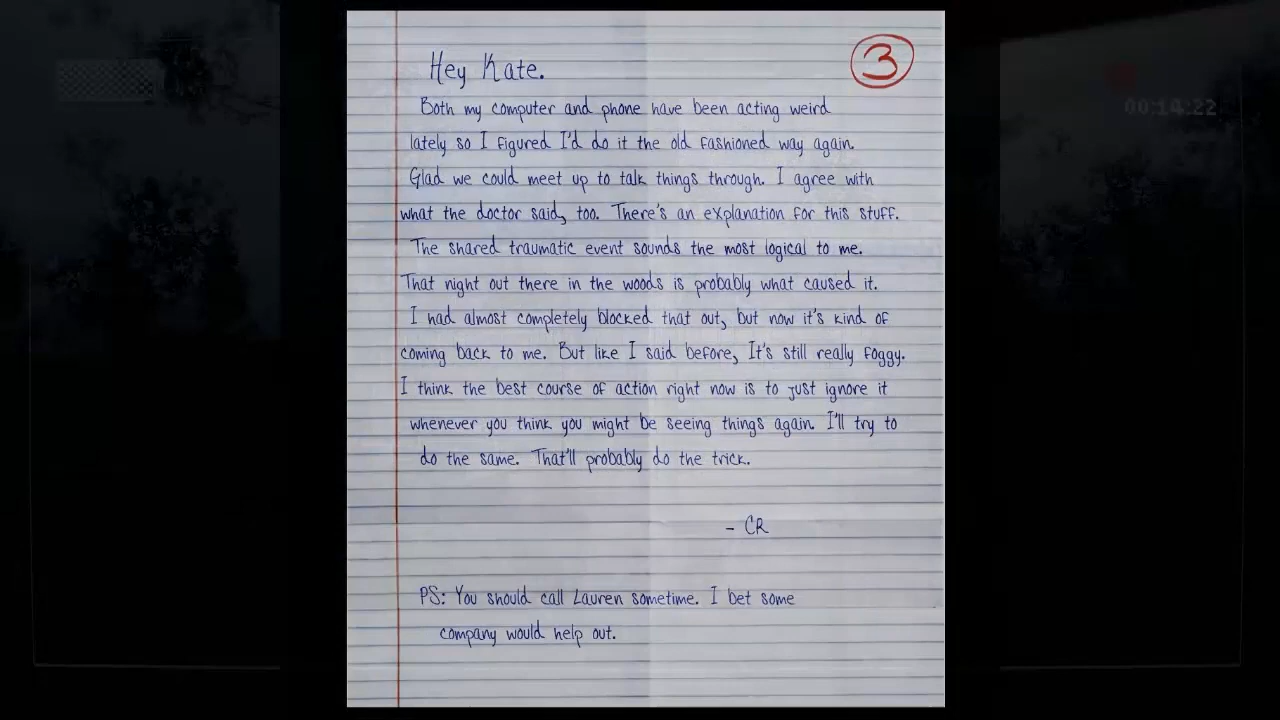 3
Hey Kate.
Both my computer and phone have been acting weird
lately so I figured I'd do it the old fashioned way again.
00:14:22
Glad we could meet up to talk things through. I agree with
what the doctor said, too. There's an explanation for this stuff.
The shared traumatic event sounds the most logical to me.
That night out there in the woods is probably what caused it.
I had almost completely blocked that out, but now it's kind of
coming back to me. But like I said before, It's still really foggy.
I think the best course of action right now is to just ignore it
whenever you think you might be seeing things again. I'll try to
do the same. That'll probably do the trick.
- CR
PS: You should call Lauren sometime. I bet some
company would help out.